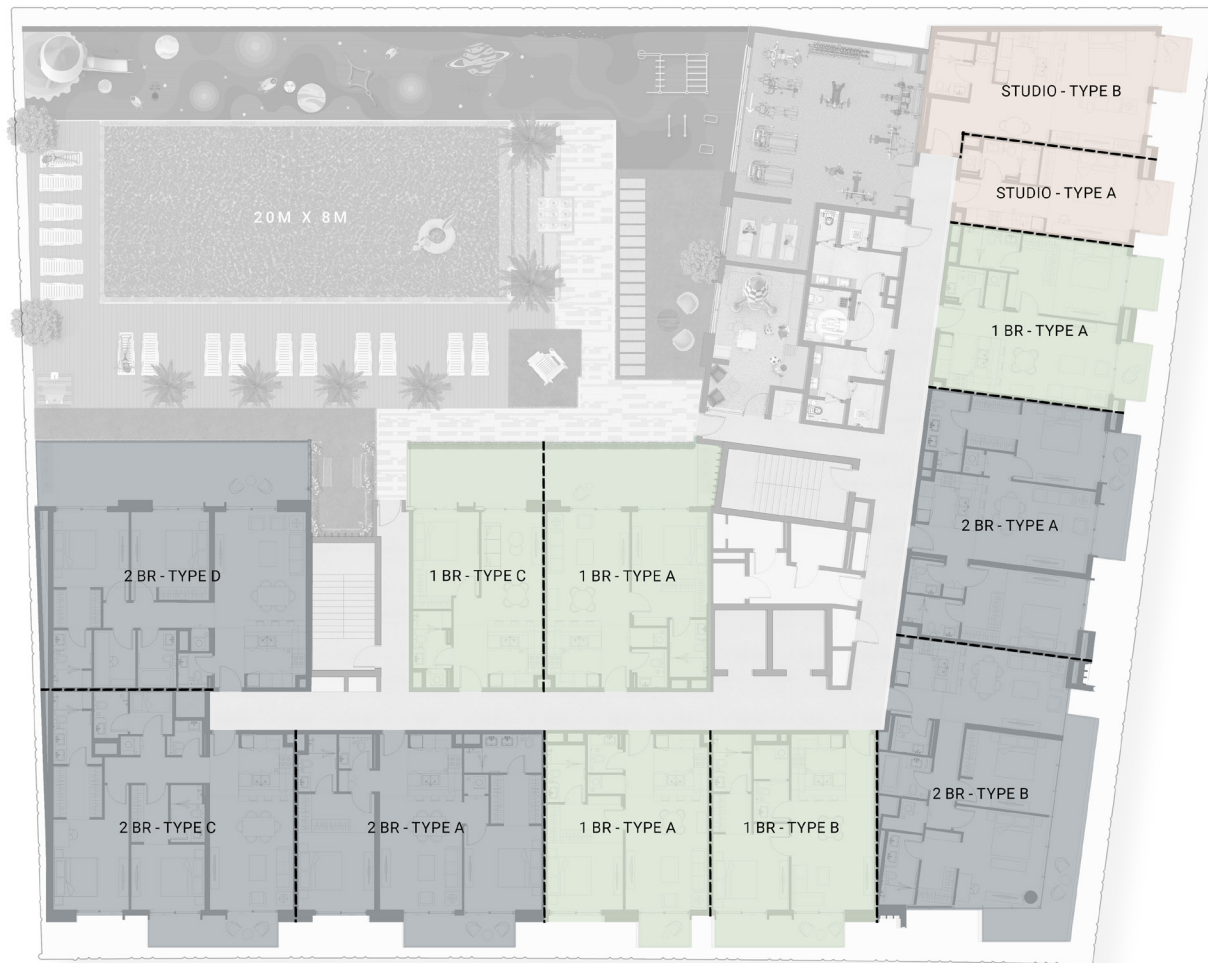 STUDIO - TYPE B
STUDIO - TYPE A
20M X 8M
1 BR - TYPE A
2 BR - TYPE A
2 BR - TYPE D
1 BR - TYPE C
1 BR - TYPE A
2 BR - TYPE B
2 BR - TYPE C
2 BR - TYPE A
1 BR - TYPE A
1 BR - TYPE B